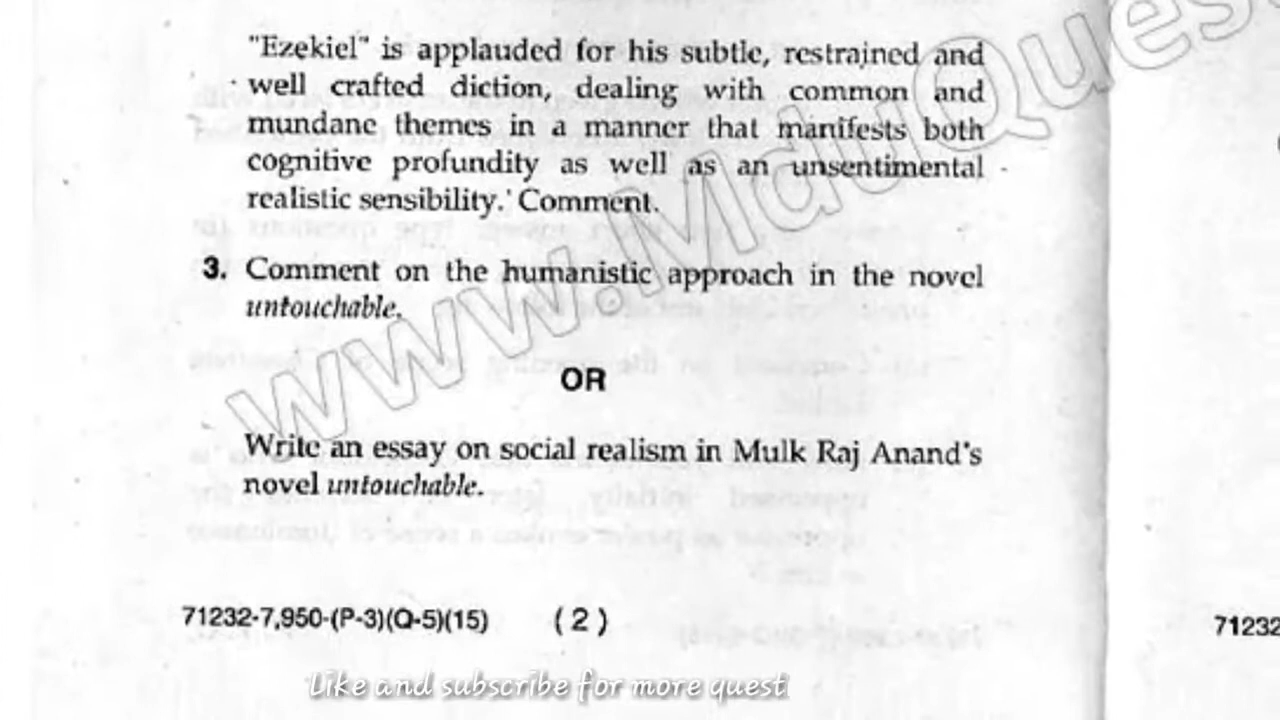 "Ezekiel" is applauded for his subtle, restrained and
well crafted diction, dealing with common and
mundane themes in a manner that manifests both
cognitive profundity as well as an unsentimental
realistic sensibility.' Comment.
3. Comment on the humanistic approach in the novel
untouchable.
OR
Write an essay on social realism in Mulk Raj Anand's
novel untouchable.
71232-7,950-(P-3)(Q-5)(15) ( 2 )
71232
www.MduQues
Like and subscribe for more quest